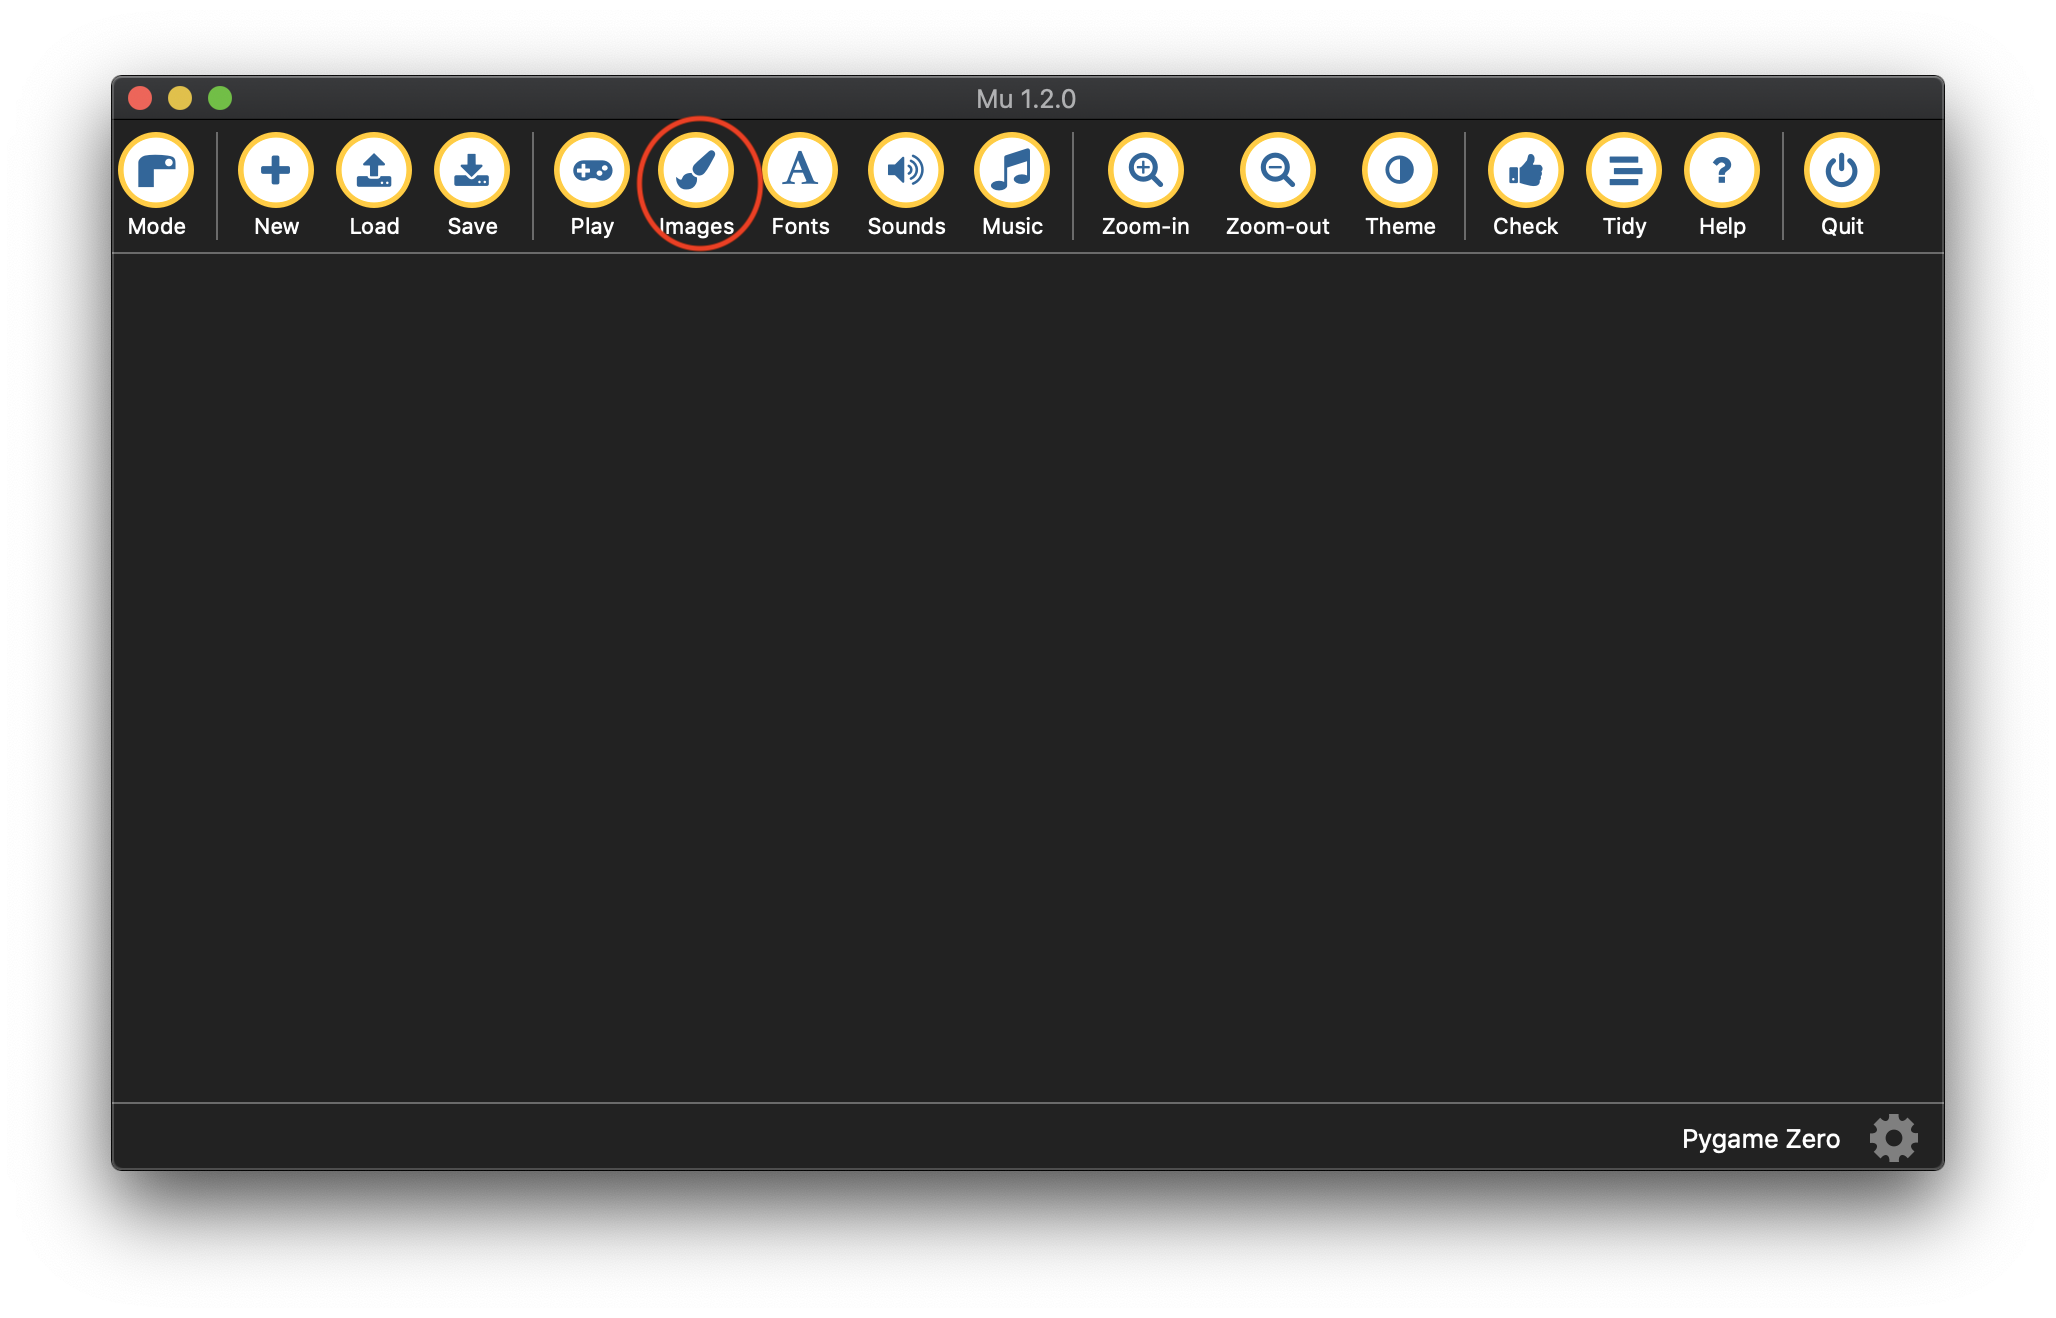 Mu 1.2.0
Mode New Load Save Play Images Fonts Sounds Music Zoom-in Zoom-out Theme Check Tidy Help Quit
Pygame Zero